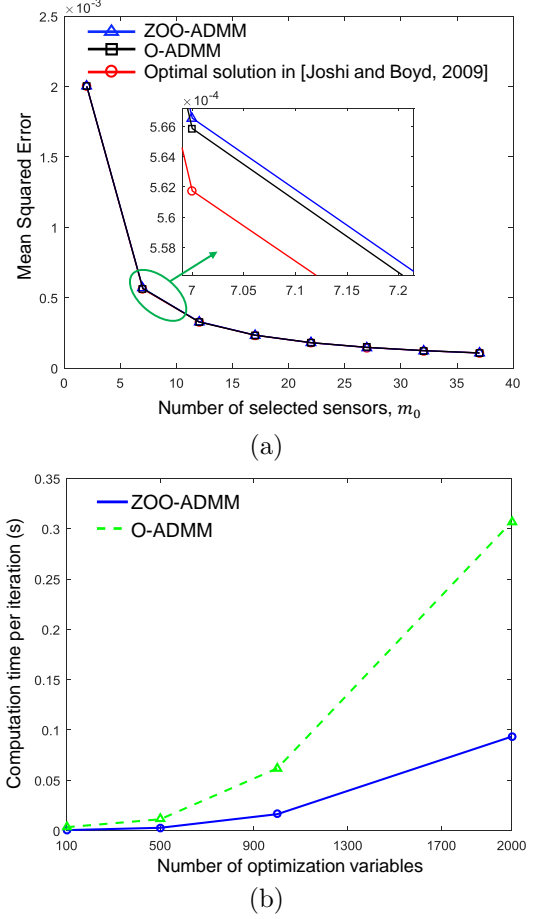 × 10⁻³
2.5
2
1.5
1
0.5
0
ZOO-ADMM
O-ADMM
Optimal solution in [Joshi and Boyd, 2009]
× 10⁻⁴
5.66
5.64
5.62
5.6
5.58
7 7.05 7.1 7.15 7.2
Mean Squared Error
0 5 10 15 20 25 30 35 40
Number of selected sensors, m₀
(a)
0.35
0.3
0.25
0.2
0.15
0.1
0.05
0
ZOO-ADMM
O-ADMM
Computation time per iteration (s)
100 500 900 1300 1700 2000
Number of optimization variables
(b)